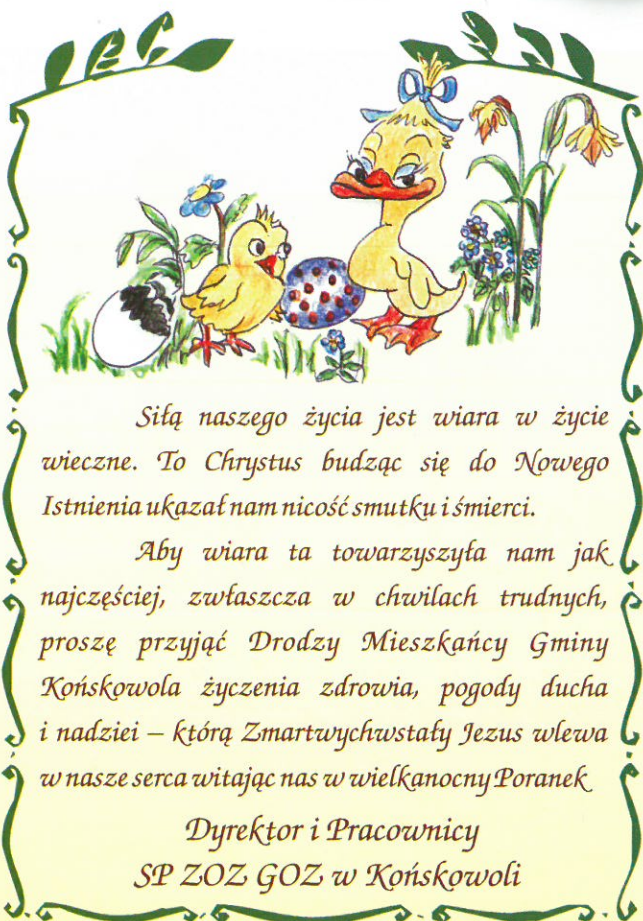 Siłą naszego życia jest wiara w życie
wieczne. To Chrystus budząc się do Nowego
Istnienia ukazał nam nicość smutku i śmierci.
Aby wiara ta towarzyszyła nam jak
najczęściej, zwłaszcza w chwilach trudnych,
proszę przyjąć Drodzy Mieszkańcy Gminy
Końskowola życzenia zdrowia, pogody ducha
i nadziei – którą Zmartwychwstały Jezus wlewa
w nasze serca witając nas w wielkanocny Poranek
Dyrektor i Pracownicy
SP ZOZ GOZ w Końskowoli